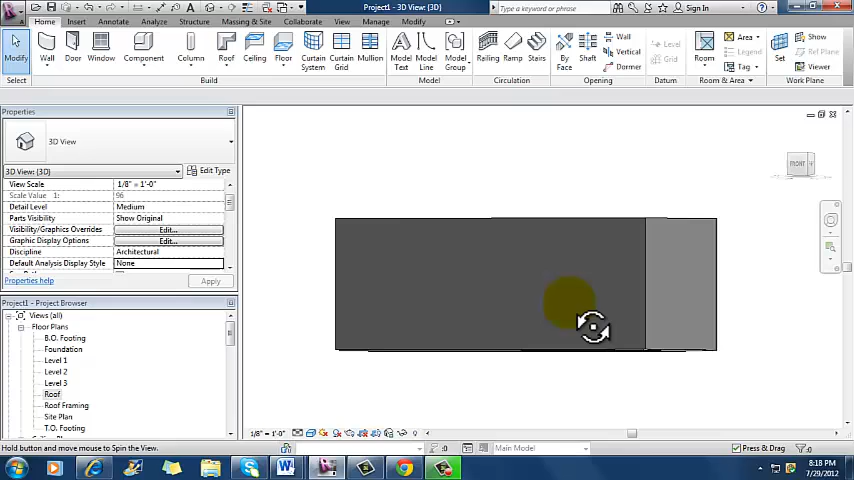 Project1 - 3D View: {3D}
Type a keyword or phrase
Sign In
Home Insert Annotate Analyze Structure Massing & Site Collaborate View Manage Modify
Modify Wall Door Window Component Column Roof Ceiling Floor Curtain System Curtain Grid Mullion Model Text Model Line Model Group Railing Ramp Stairs By Face Shaft Wall Vertical Dormer Level Grid Room Area Legend Tag Set Show Ref Plane Viewer
Select Build Model Circulation Opening Datum Room & Area Work Plane
Properties
3D View
3D View: {3D} Edit Type
View Scale 1/8" = 1'-0"
Scale Value 1: 96
Detail Level Medium
Parts Visibility Show Original
Visibility/Graphics Overrides Edit...
Graphic Display Options Edit...
Discipline Architectural
Default Analysis Display Style None
Properties help Apply
Project1 - Project Browser
Views (all)
Floor Plans
B.O. Footing
Foundation
Level 1
Level 2
Level 3
Roof
Roof Framing
Site Plan
T.O. Footing
FRONT
1/8" = 1'-0"
Hold button and move mouse to Spin the View.
:0 Main Model Press & Drag :0
8:18 PM
7/29/2012